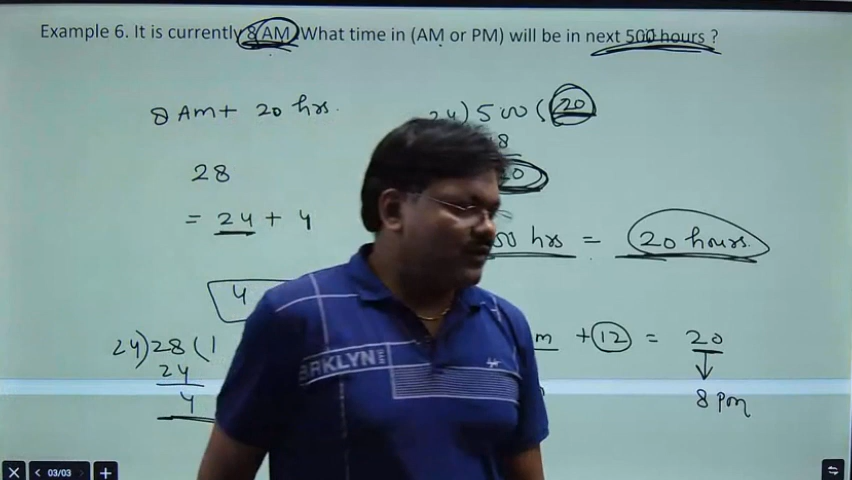 Example 6. It is currently 8 AM. What time in (AM or PM) will be in next 500 hours ?
8 Am + 20 hrs.
24) 500 ( 20
28
= 24 + 4
hrs = 20 hours.
4
24) 28 ( 1
24
4
+ 12 = 20
8 pm
BRKLYN
03/03